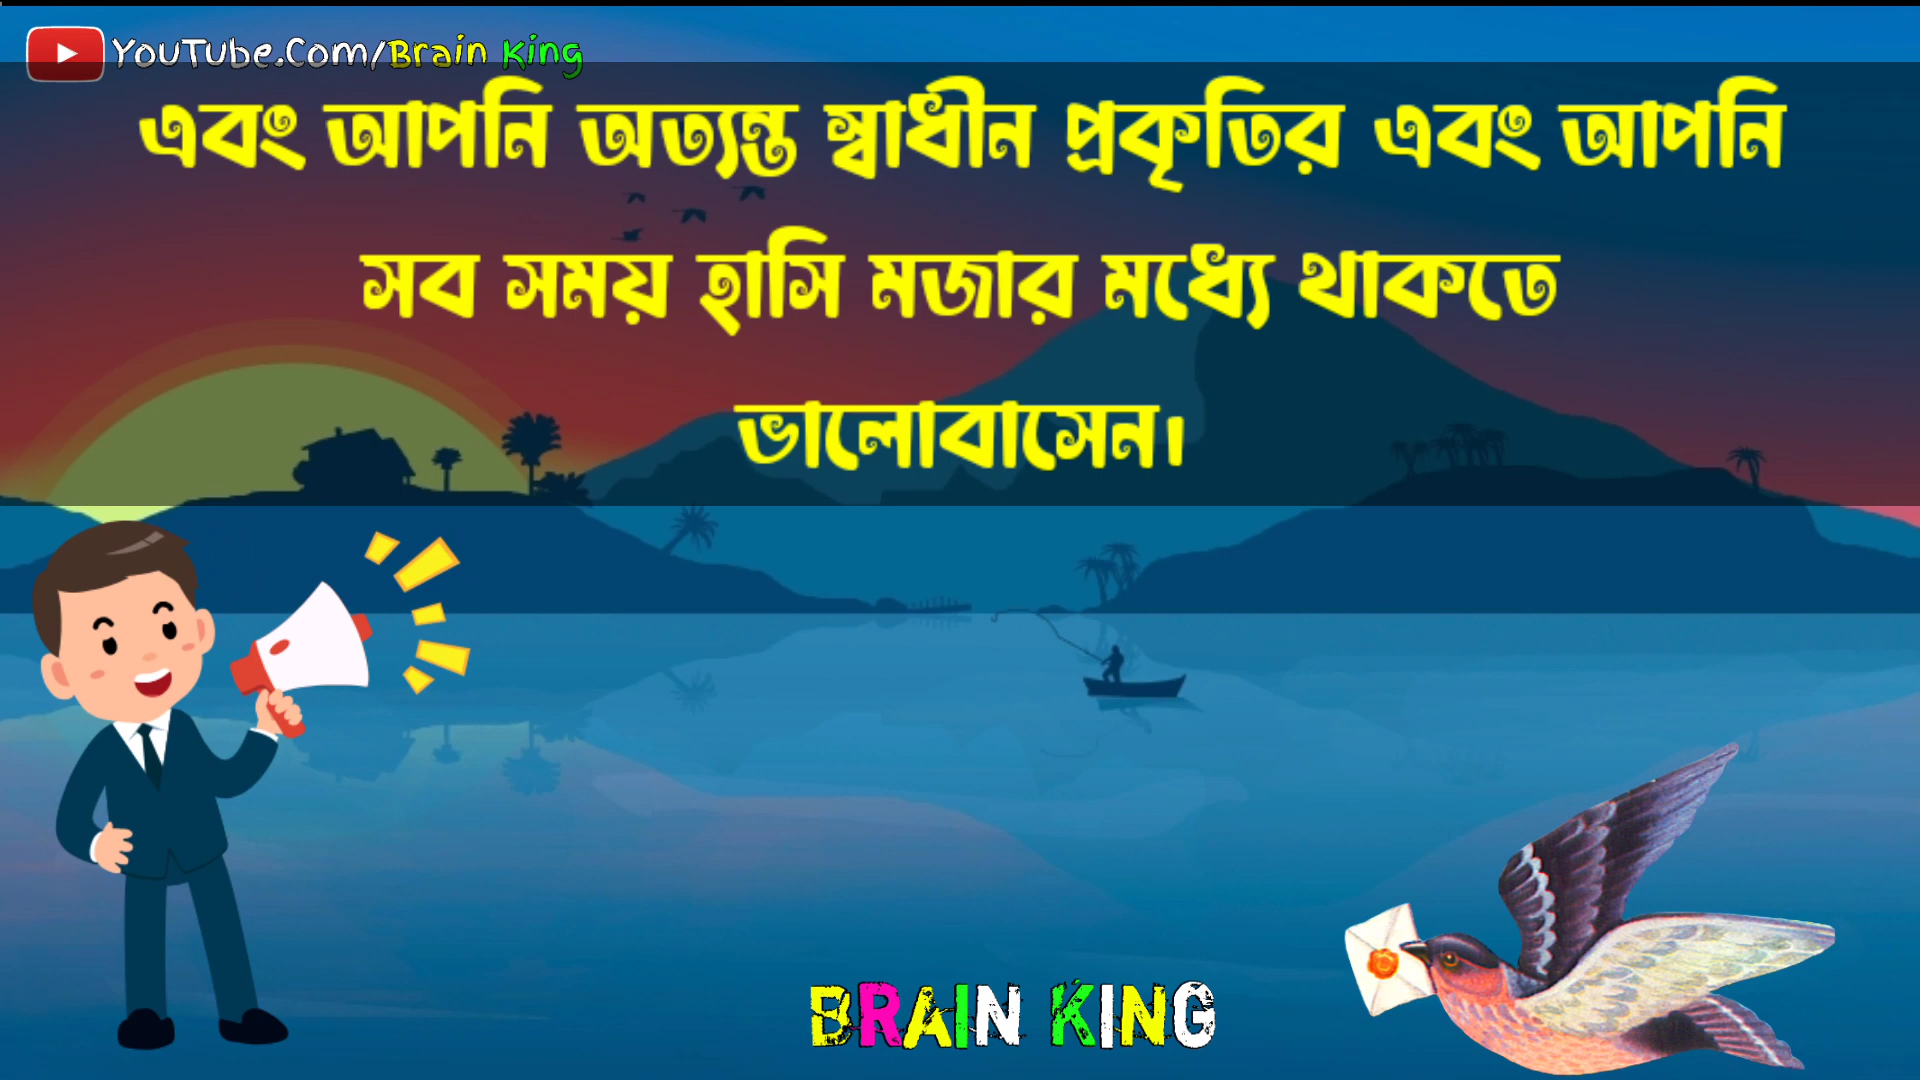 YouTube.Com/Brain King
এবং আপনি অত্যন্ত স্বাধীন প্রকৃতির এবং আপনি
সব সময় হাসি মজার মধ্যে থাকতে
ভালোবাসেন।
BRAIN KING